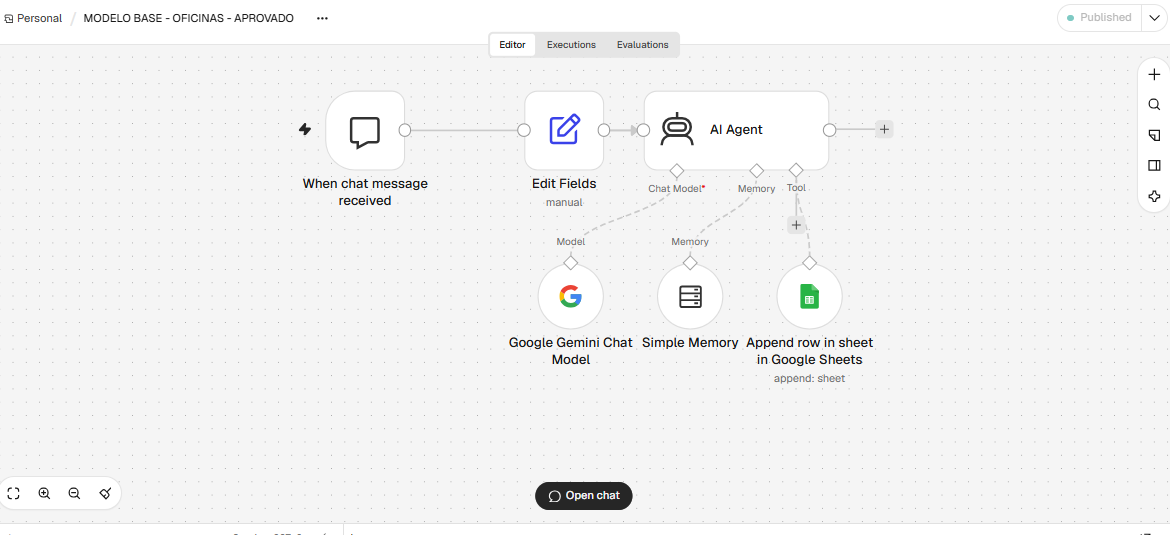 Personal / MODELO BASE - OFICINAS - APROVADO ...
Published
Editor Executions Evaluations
AI Agent
When chat message
received
Edit Fields
manual
Chat Model*
Memory
Tool
Model
Memory
Google Gemini Chat
Model
Simple Memory
Append row in sheet
in Google Sheets
append: sheet
Open chat